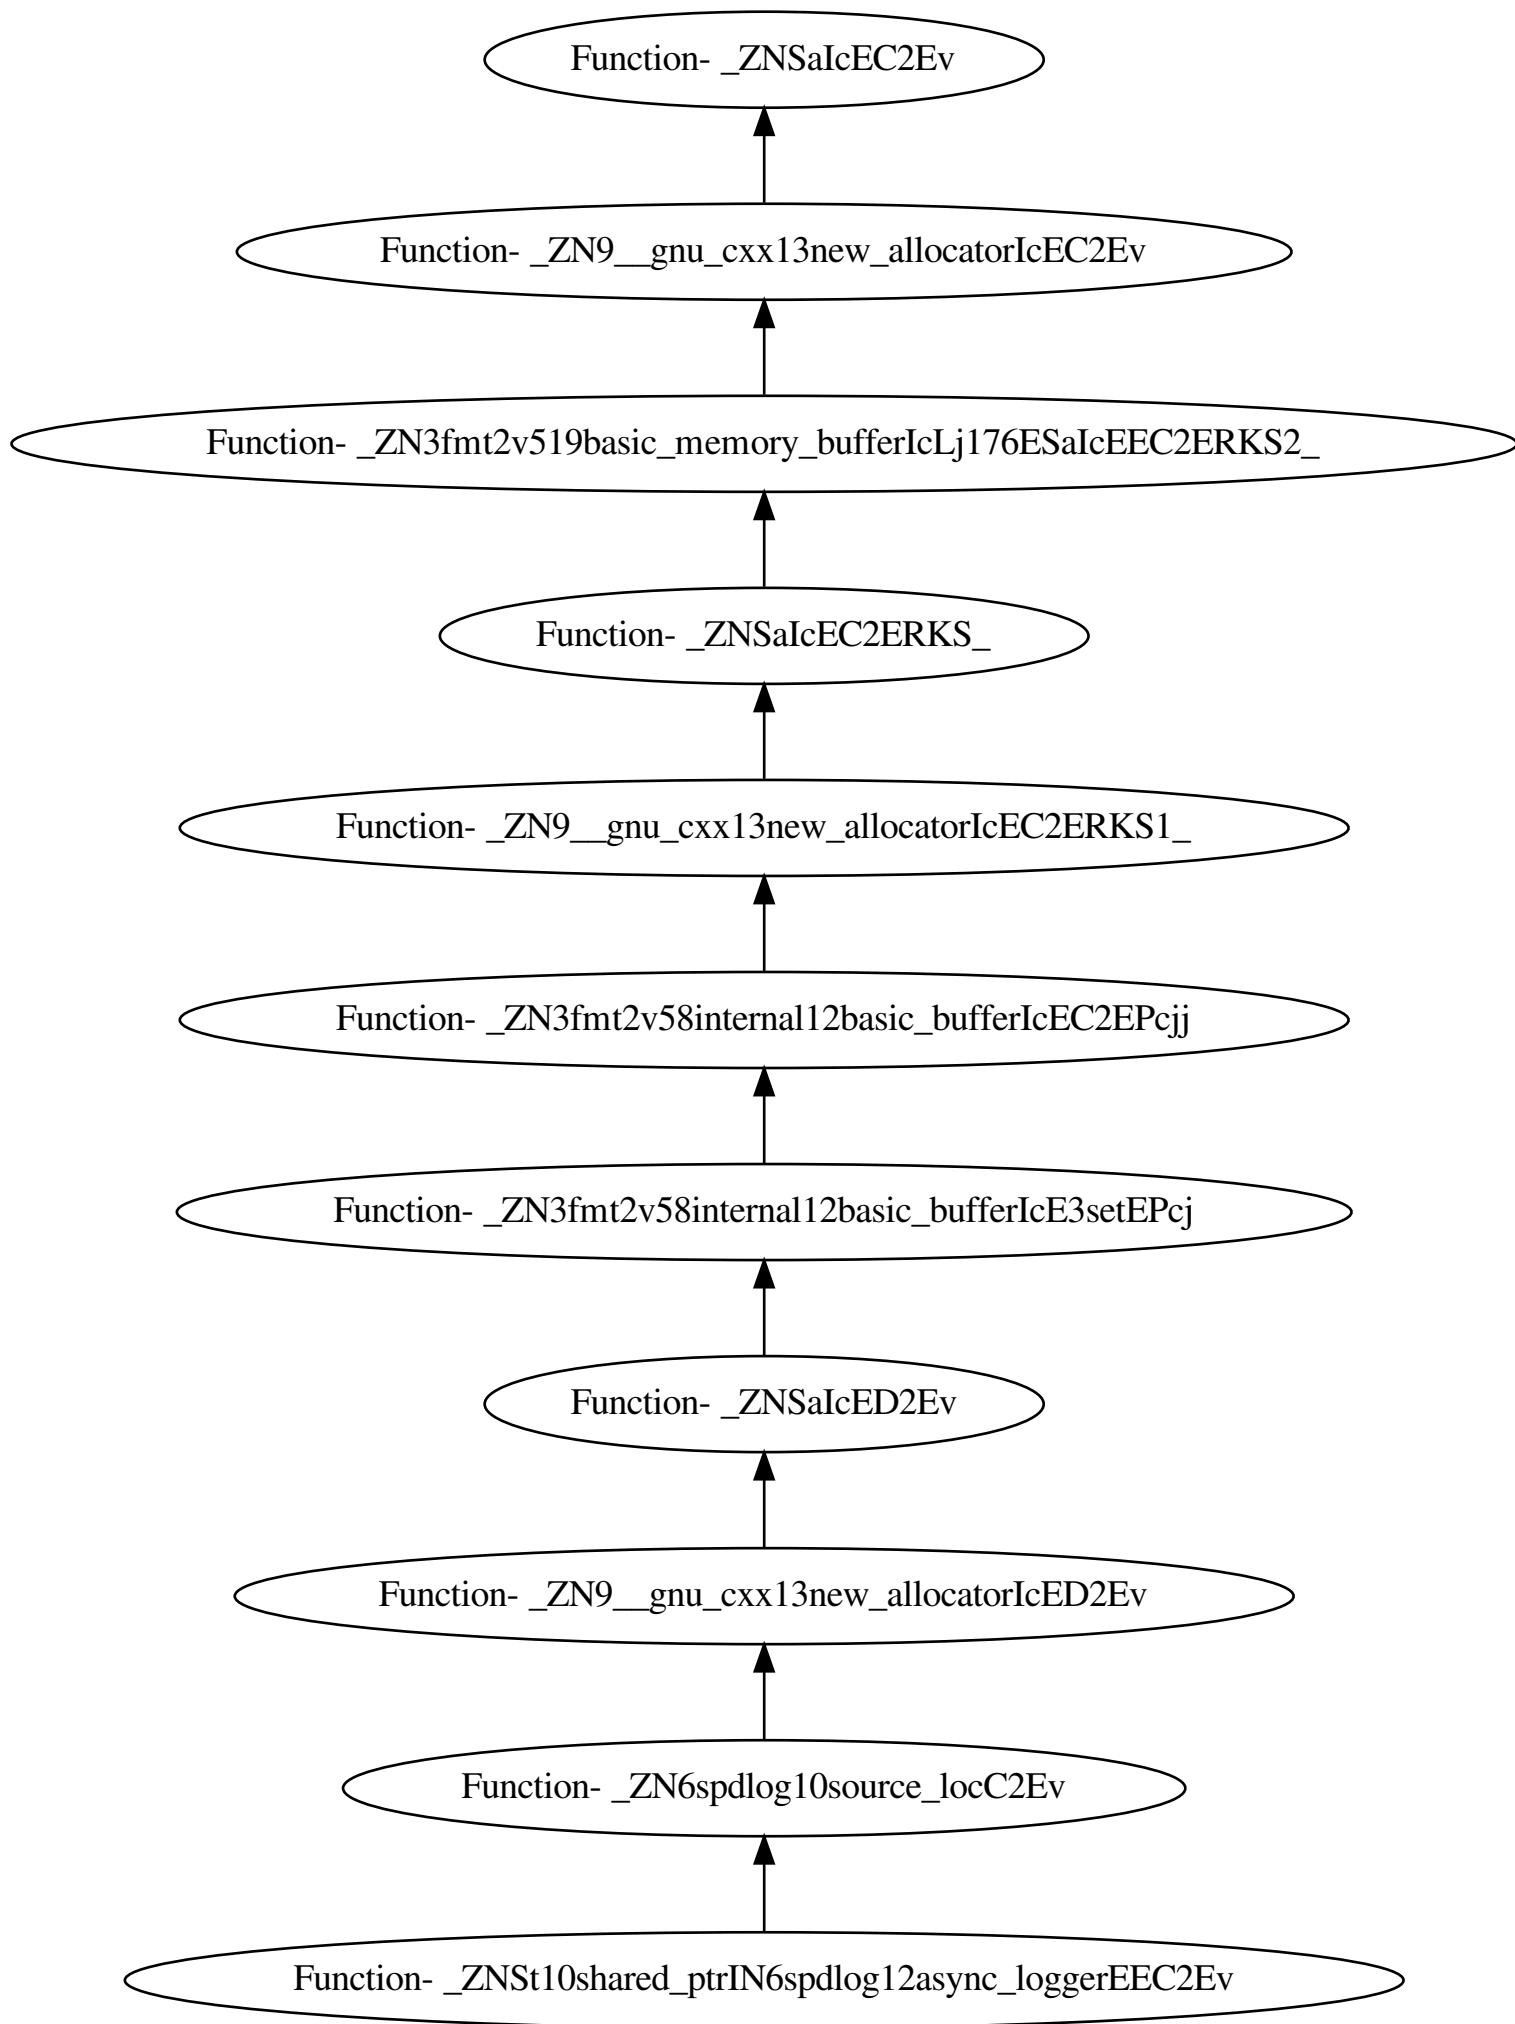 Function- _ZNSaIcEC2Ev
Function- _ZN9__gnu_cxx13new_allocatorIcEC2Ev
Function- _ZN3fmt2v519basic_memory_bufferIcLj176ESaIcEEC2ERKS2_
Function- _ZNSaIcEC2ERKS_
Function- _ZN9__gnu_cxx13new_allocatorIcEC2ERKS1_
Function- _ZN3fmt2v58internal12basic_bufferIcEC2EPcjj
Function- _ZN3fmt2v58internal12basic_bufferIcE3setEPcj
Function- _ZNSaIcED2Ev
Function- _ZN9__gnu_cxx13new_allocatorIcED2Ev
Function- _ZN6spdlog10source_locC2Ev
Function- _ZNSt10shared_ptrIN6spdlog12async_loggerEEC2Ev